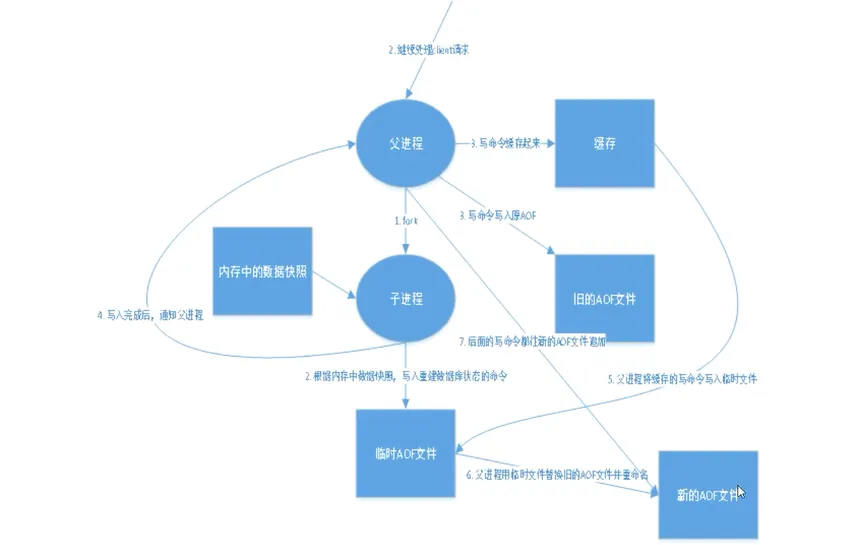 2.继续处理client请求
父进程
3.写命令缓存起来
缓存
1.fork
3.写命令写入原AOF
内存中的数据快照
子进程
旧的AOF文件
4.写入完成后，通知父进程
7.后面的写命令都往新的AOF文件追加
2.根据内存中数据快照，写入重建数据库状态的命令
5.父进程将缓存的写命令写入临时文件
临时AOF文件
6.父进程用临时文件替换旧的AOF文件并重命名
新的AOF文件